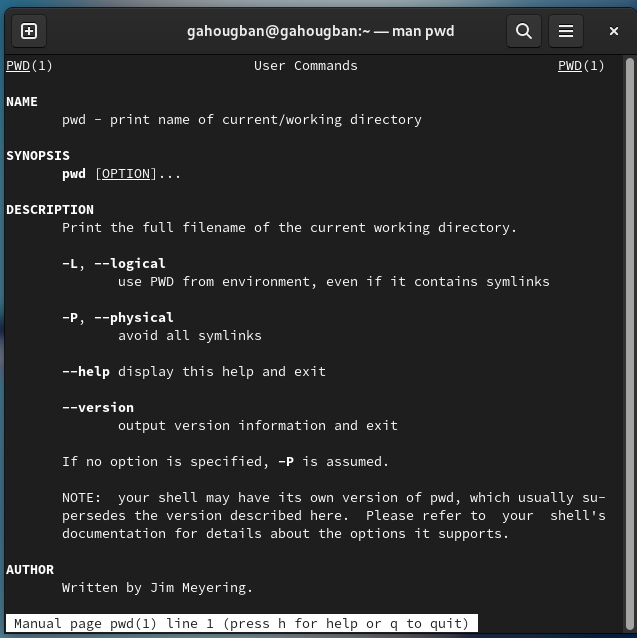 gahougban@gahougban:~ — man pwd
PWD(1) User Commands PWD(1)
NAME
pwd - print name of current/working directory
SYNOPSIS
pwd [OPTION]...
DESCRIPTION
Print the full filename of the current working directory.
-L, --logical
use PWD from environment, even if it contains symlinks
-P, --physical
avoid all symlinks
--help display this help and exit
--version
output version information and exit
If no option is specified, -P is assumed.
NOTE:  your shell may have its own version of pwd, which usually su-
persedes the version described here.  Please refer to  your  shell's
documentation for details about the options it supports.
AUTHOR
Written by Jim Meyering.
Manual page pwd(1) line 1 (press h for help or q to quit)